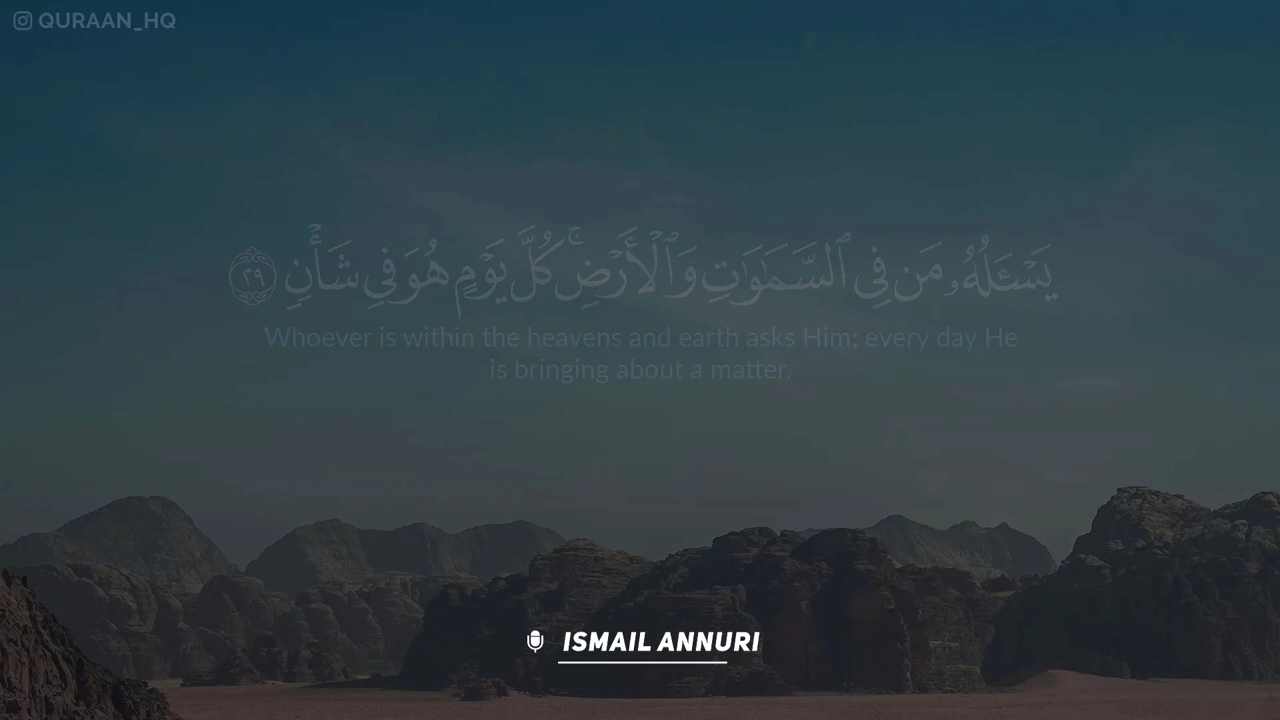 QURAAN_HQ
يَسْـَٔلُهُۥ مَن فِى ٱلسَّمَـٰوَٰتِ وَٱلْأَرْضِ ۚ كُلَّ يَوْمٍ هُوَ فِى شَأْنٍ ٢٩
Whoever is within the heavens and earth asks Him; every day He
is bringing about a matter.
ISMAIL ANNURI